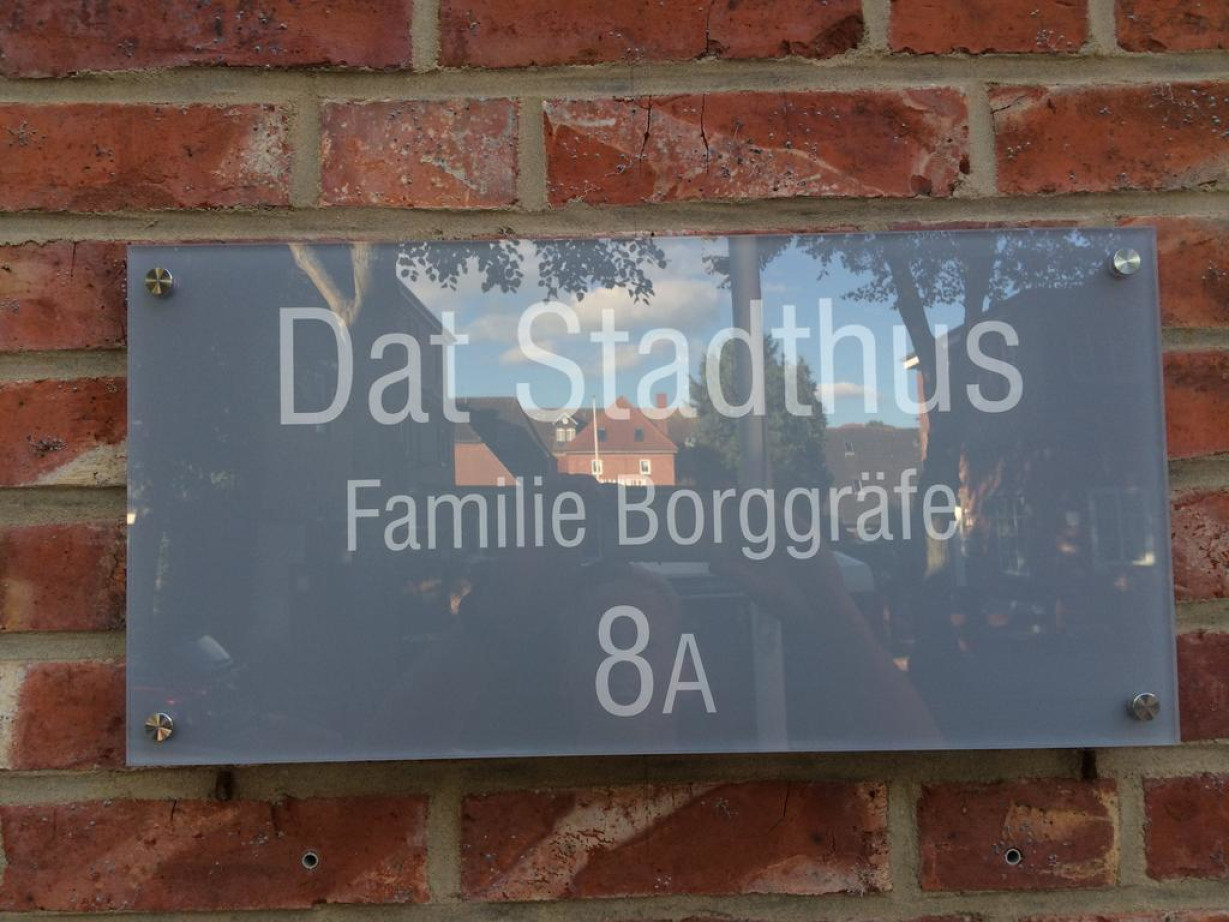 Dat Stadthus
Familie Borggräfe
8A